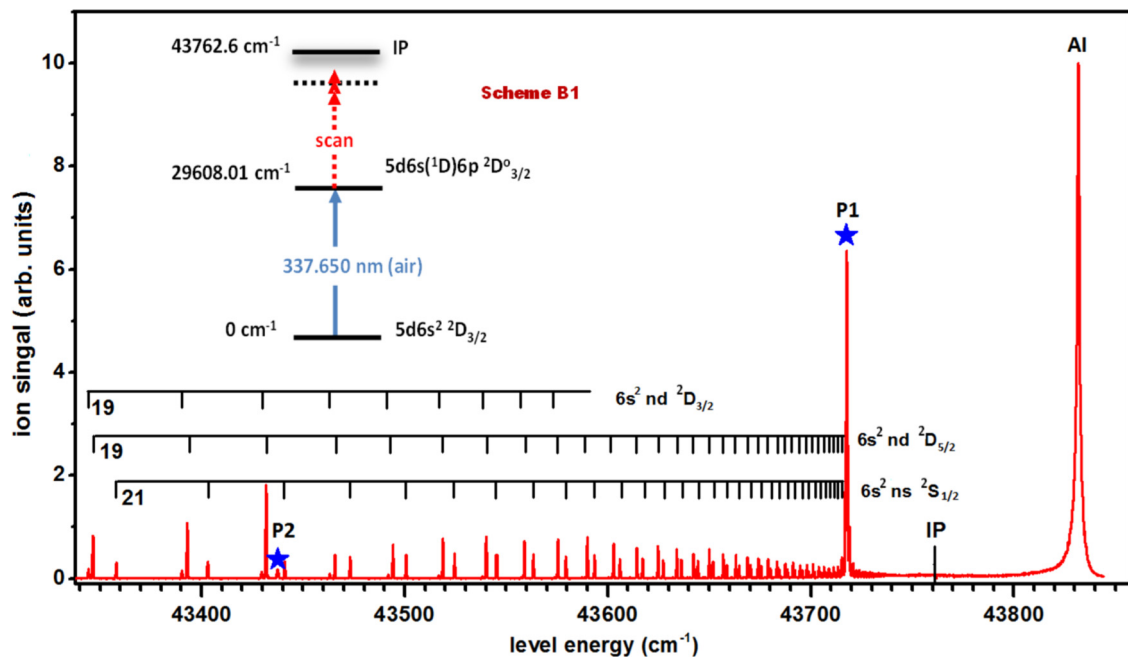 43762.6 cm⁻¹ IP AI
Scheme B1
scan
29608.01 cm⁻¹ 5d6s(¹D)6p ²Dᵒ₃/₂
P1
337.650 nm (air)
0 cm⁻¹ 5d6s² ²D₃/₂
19 6s² nd ²D₃/₂
19 6s² nd ²D₅/₂
21 6s² ns ²S₁/₂
P2 IP
10
8
6
4
2
0
ion singal (arb. units)
43400 43500 43600 43700 43800
level energy (cm⁻¹)